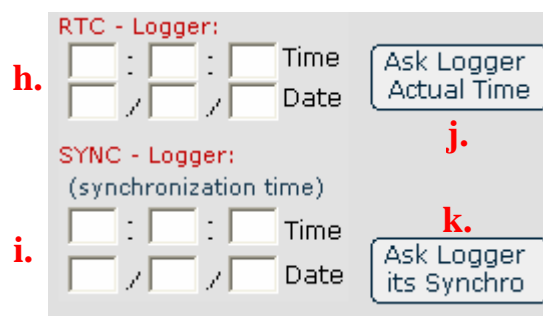 RTC - Logger:
h.
: : Time
/ / Date
Ask Logger
Actual Time
j.
SYNC - Logger:
(synchronization time)
i.
: : Time
/ / Date
k.
Ask Logger
its Synchro